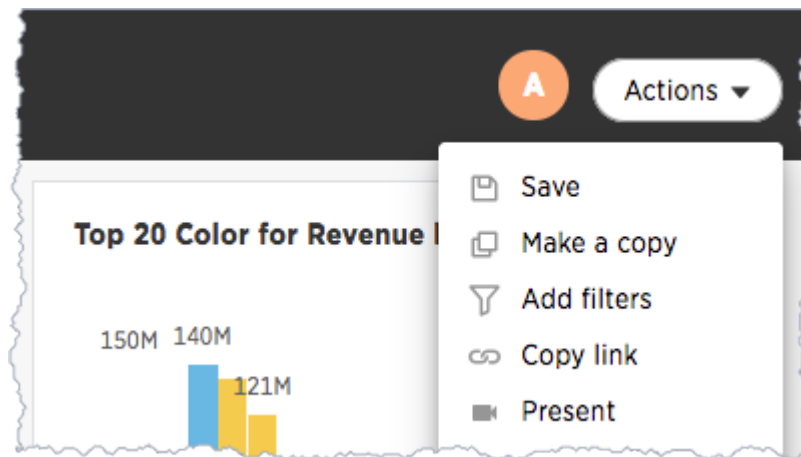 A
Actions
Save
Top 20 Color for Revenue
Make a copy
Add filters
150M 140M
Copy link
121M
Present